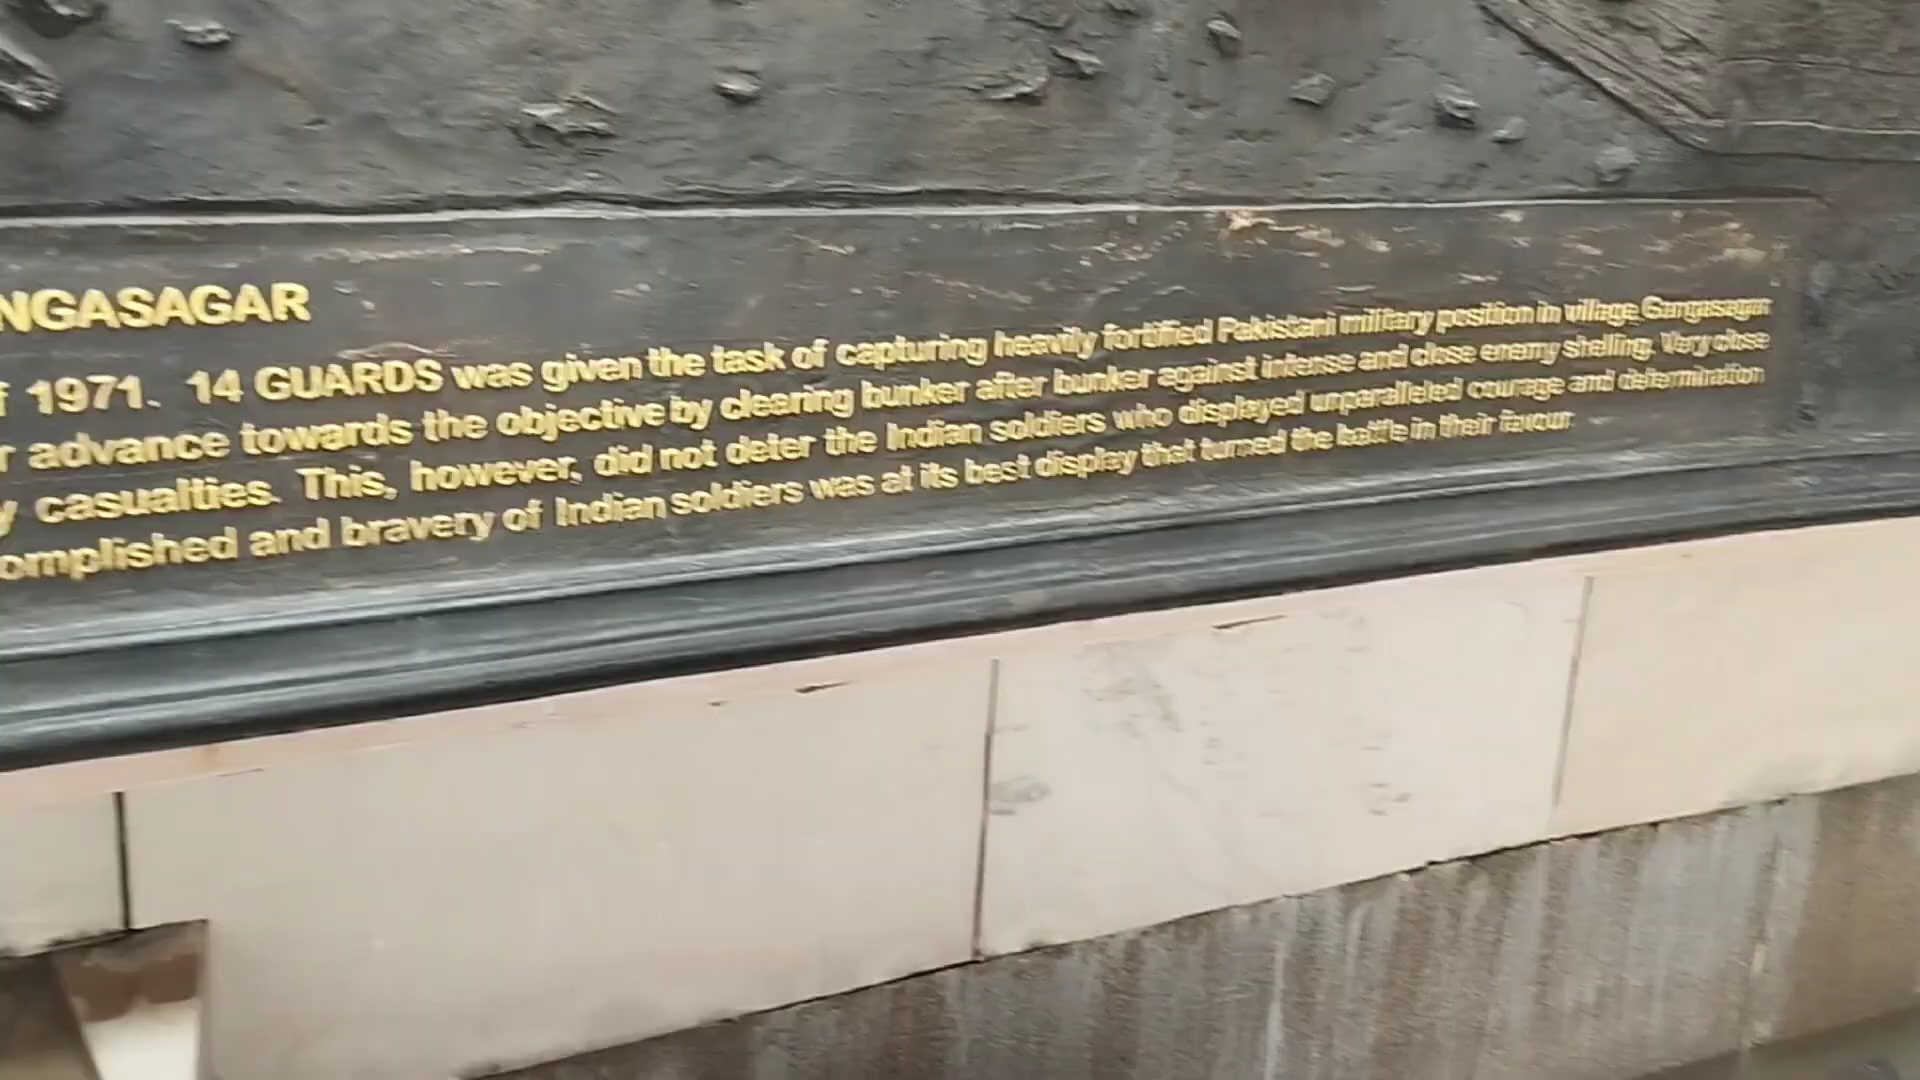 NGASAGAR
f 1971. 14 GUARDS was given the task of capturing heavily fortified Pakistani military position in village Gangasagar
r advance towards the objective by clearing bunker after bunker against intense and close enemy shelling. Very close
y casualties. This, however, did not deter the Indian soldiers who displayed unparalleled courage and determination
omplished and bravery of Indian soldiers was at its best display that turned the battle in their favour.